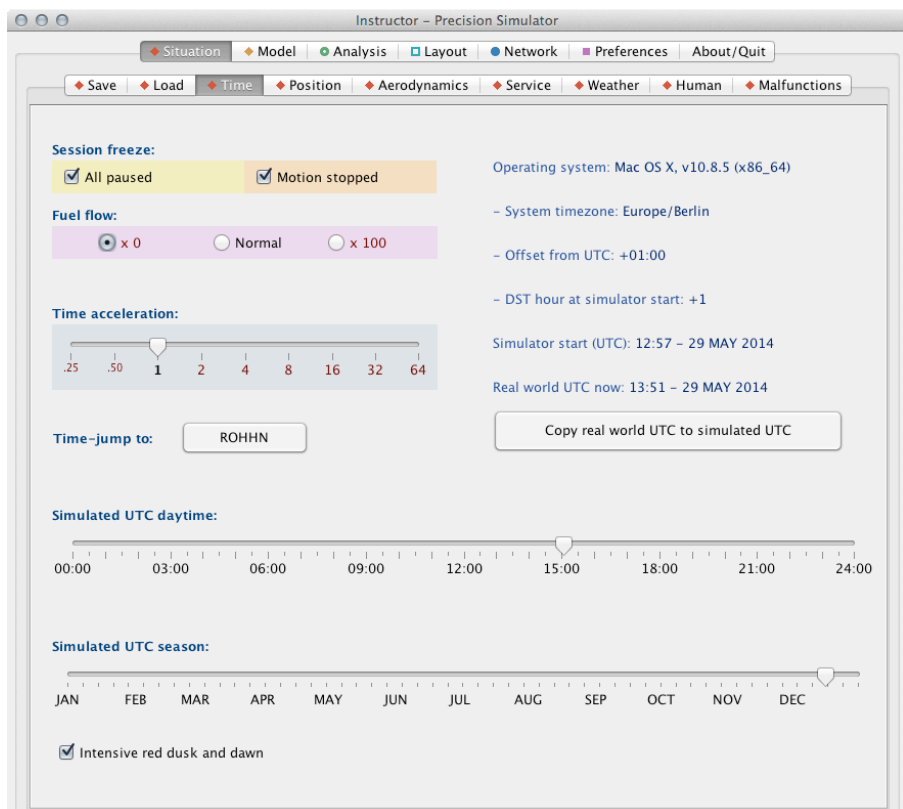 Instructor – Precision Simulator
Situation Model Analysis Layout Network Preferences About/Quit
Save Load Time Position Aerodynamics Service Weather Human Malfunctions
Session freeze:
All paused Motion stopped
Fuel flow:
x 0 Normal x 100
Time acceleration:
.25 .50 1 2 4 8 16 32 64
Time-jump to: ROHHN
Operating system: Mac OS X, v10.8.5 (x86_64)
– System timezone: Europe/Berlin
– Offset from UTC: +01:00
– DST hour at simulator start: +1
Simulator start (UTC): 12:57 – 29 MAY 2014
Real world UTC now: 13:51 – 29 MAY 2014
Copy real world UTC to simulated UTC
Simulated UTC daytime:
00:00 03:00 06:00 09:00 12:00 15:00 18:00 21:00 24:00
Simulated UTC season:
JAN FEB MAR APR MAY JUN JUL AUG SEP OCT NOV DEC
Intensive red dusk and dawn